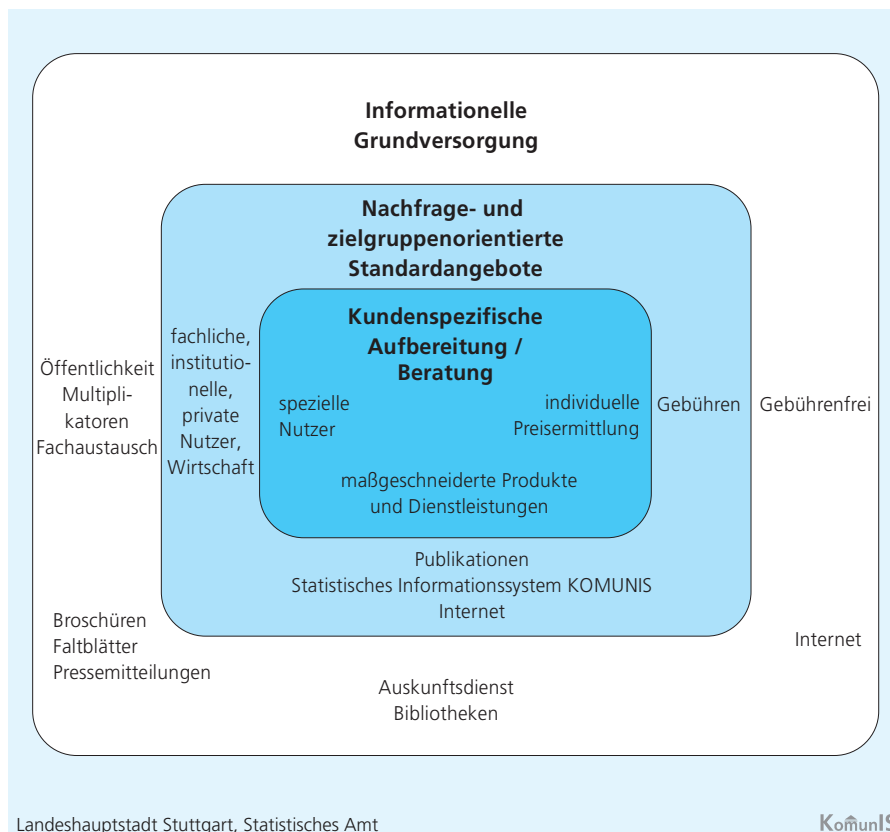 Informationelle
Grundversorgung
Nachfrage- und
zielgruppenorientierte
Standardangebote
Kundenspezifische
Aufbereitung /
Beratung
Öffentlichkeit
Multipli-
katoren
Fachaustausch
fachliche,
institutio-
nelle,
private
Nutzer,
Wirtschaft
spezielle
Nutzer
individuelle
Preisermittlung
Gebühren
Gebührenfrei
maßgeschneiderte Produkte
und Dienstleistungen
Publikationen
Statistisches Informationssystem KOMUNIS
Internet
Broschüren
Faltblätter
Pressemitteilungen
Internet
Auskunftsdienst
Bibliotheken
Landeshauptstadt Stuttgart, Statistisches Amt
KomunIS